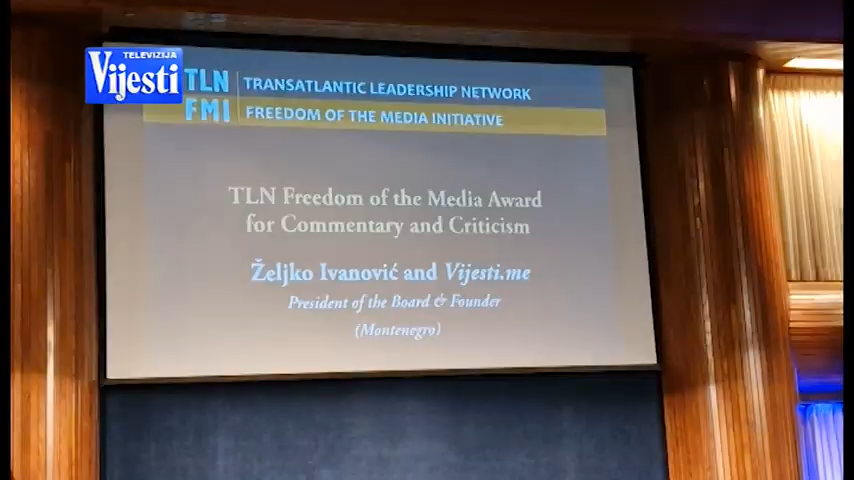 TELEVIZIJA
Vijesti
TLN TRANSATLANTIC LEADERSHIP NETWORK
FMI FREEDOM OF THE MEDIA INITIATIVE
TLN Freedom of the Media Award
for Commentary and Criticism
Željko Ivanović and Vijesti.me
President of the Board & Founder
(Montenegro)